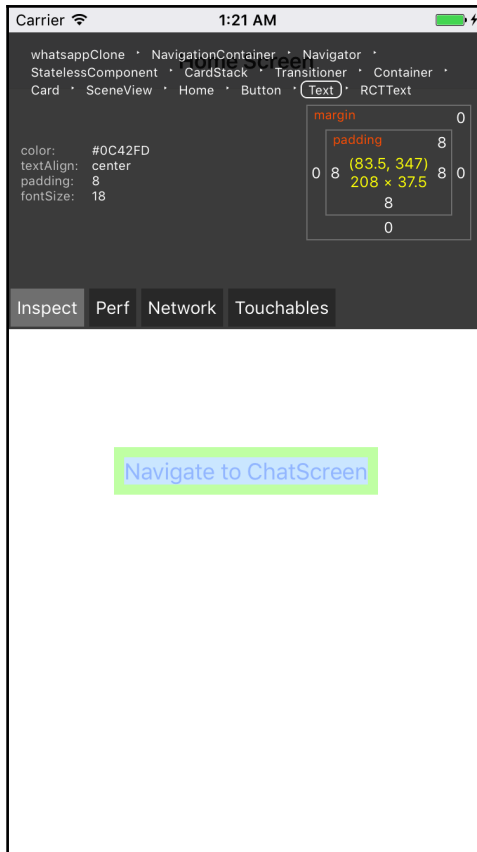 Carrier 1:21 AM
Home Screen
whatsappClone ‣ NavigationContainer ‣ Navigator ‣
StatelessComponent ‣ CardStack ‣ Transitioner ‣ Container ‣
Card ‣ SceneView ‣ Home ‣ Button ‣ Text ‣ RCTText
margin 0
padding 8
color: #0C42FD
textAlign: center
padding: 8
fontSize: 18
0 8 (83.5, 347) 8 0
208 × 37.5
8
0
Inspect Perf Network Touchables
Navigate to ChatScreen